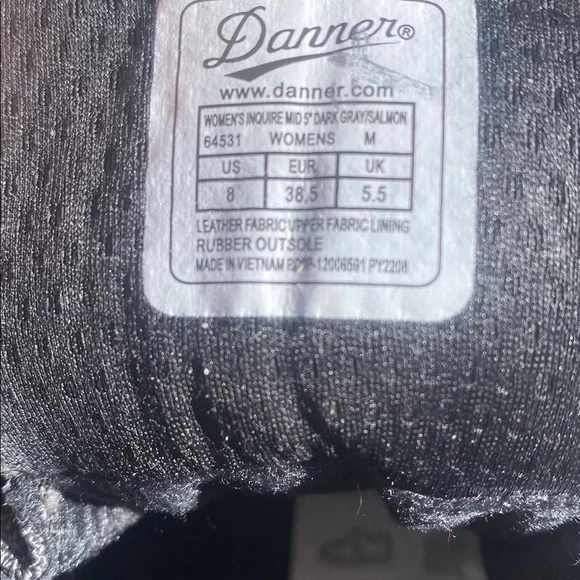 Danner®
www.danner.com
WOMEN'S INQUIRE MID 5" DARK GRAY/SALMON
64531 WOMENS M
US EUR UK
8 38.5 5.5
LEATHER FABRIC UPPER FABRIC LINING
RUBBER OUTSOLE
MADE IN VIETNAM PY2208